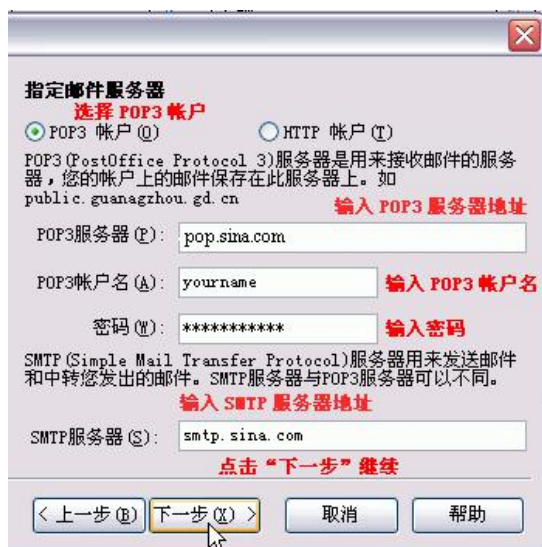 指定邮件服务器
选择 POP3 帐户
POP3 帐户(O)
HTTP 帐户(T)
POP3(PostOffice Protocol 3)服务器是用来接收邮件的服务
器，您的帐户上的邮件保存在此服务器上。如
public.guanagzhou.gd.cn
输入 POP3 服务器地址
POP3服务器(P): pop.sina.com
POP3帐户名(A): yourname 输入 POP3 帐户名
密码(W): *********** 输入密码
SMTP(Simple Mail Transfer Protocol)服务器用来发送邮件
和中转您发出的邮件。SMTP服务器与POP3服务器可以不同。
输入 SMTP 服务器地址
SMTP服务器(S): smtp.sina.com
点击“下一步”继续
< 上一步(B) 下一步(X) > 取消 帮助